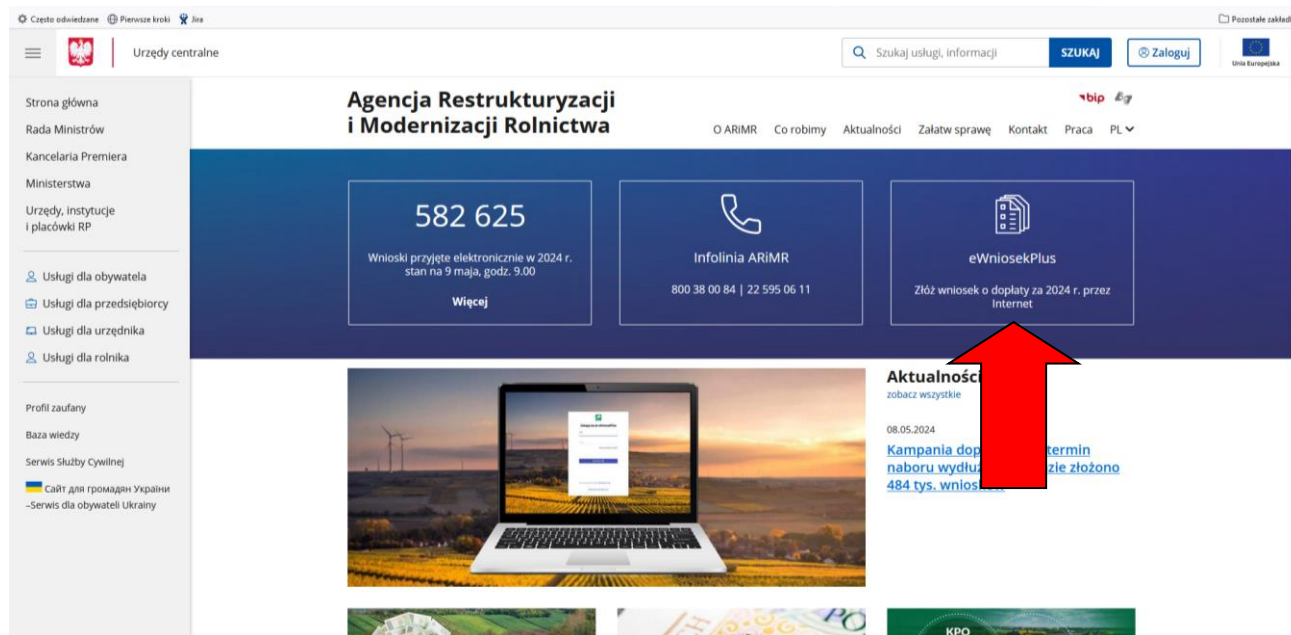 Często odwiedzane Pierwsze kroki Jira
Pozostałe zakład
Urzędy centralne
Szukaj usługi, informacji
SZUKAJ
Zaloguj
Unia Europejska
Strona główna
Rada Ministrów
Kancelaria Premiera
Ministerstwa
Urzędy, instytucje
i placówki RP
Usługi dla obywatela
Usługi dla przedsiębiorcy
Usługi dla urzędnika
Usługi dla rolnika
Profil zaufany
Baza wiedzy
Serwis Służby Cywilnej
Сайт для громадян України
–Serwis dla obywateli Ukrainy
Agencja Restrukturyzacji
i Modernizacji Rolnictwa
bip
O ARiMR Co robimy Aktualności Załatw sprawę Kontakt Praca PL
582 625
Wnioski przyjęte elektronicznie w 2024 r.
stan na 9 maja, godz. 9.00
Więcej
Infolinia ARiMR
800 38 00 84 | 22 595 06 11
eWniosekPlus
Złóż wniosek o dopłaty za 2024 r. przez
Internet
Aktualności
zobacz wszystkie
08.05.2024
Kampania dop termin
naboru wydłuż zie złożono
484 tys. wniosków
KPO